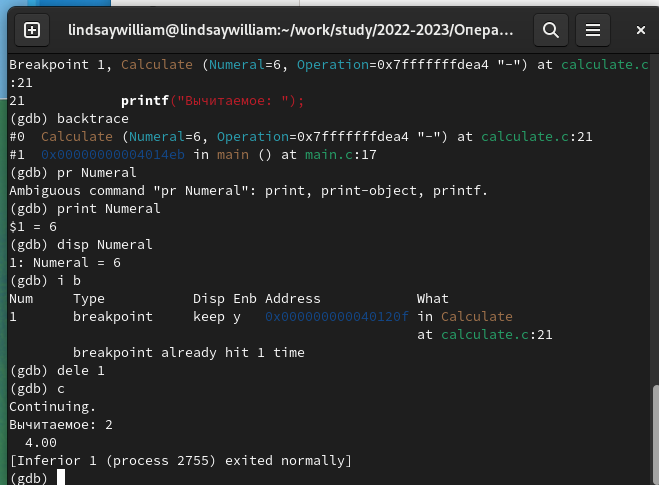 lindsaywilliam@lindsaywilliam:~/work/study/2022-2023/Опера...
Breakpoint 1, Calculate (Numeral=6, Operation=0x7fffffffdea4 "-") at calculate.c
:21
21            printf("Вычитаемое: ");
(gdb) backtrace
#0  Calculate (Numeral=6, Operation=0x7fffffffdea4 "-") at calculate.c:21
#1  0x00000000004014eb in main () at main.c:17
(gdb) pr Numeral
Ambiguous command "pr Numeral": print, print-object, printf.
(gdb) print Numeral
$1 = 6
(gdb) disp Numeral
1: Numeral = 6
(gdb) i b
Num     Type           Disp Enb Address            What
1       breakpoint     keep y   0x000000000040120f in Calculate
                                                   at calculate.c:21
        breakpoint already hit 1 time
(gdb) dele 1
(gdb) c
Continuing.
Вычитаемое: 2
  4.00
[Inferior 1 (process 2755) exited normally]
(gdb)